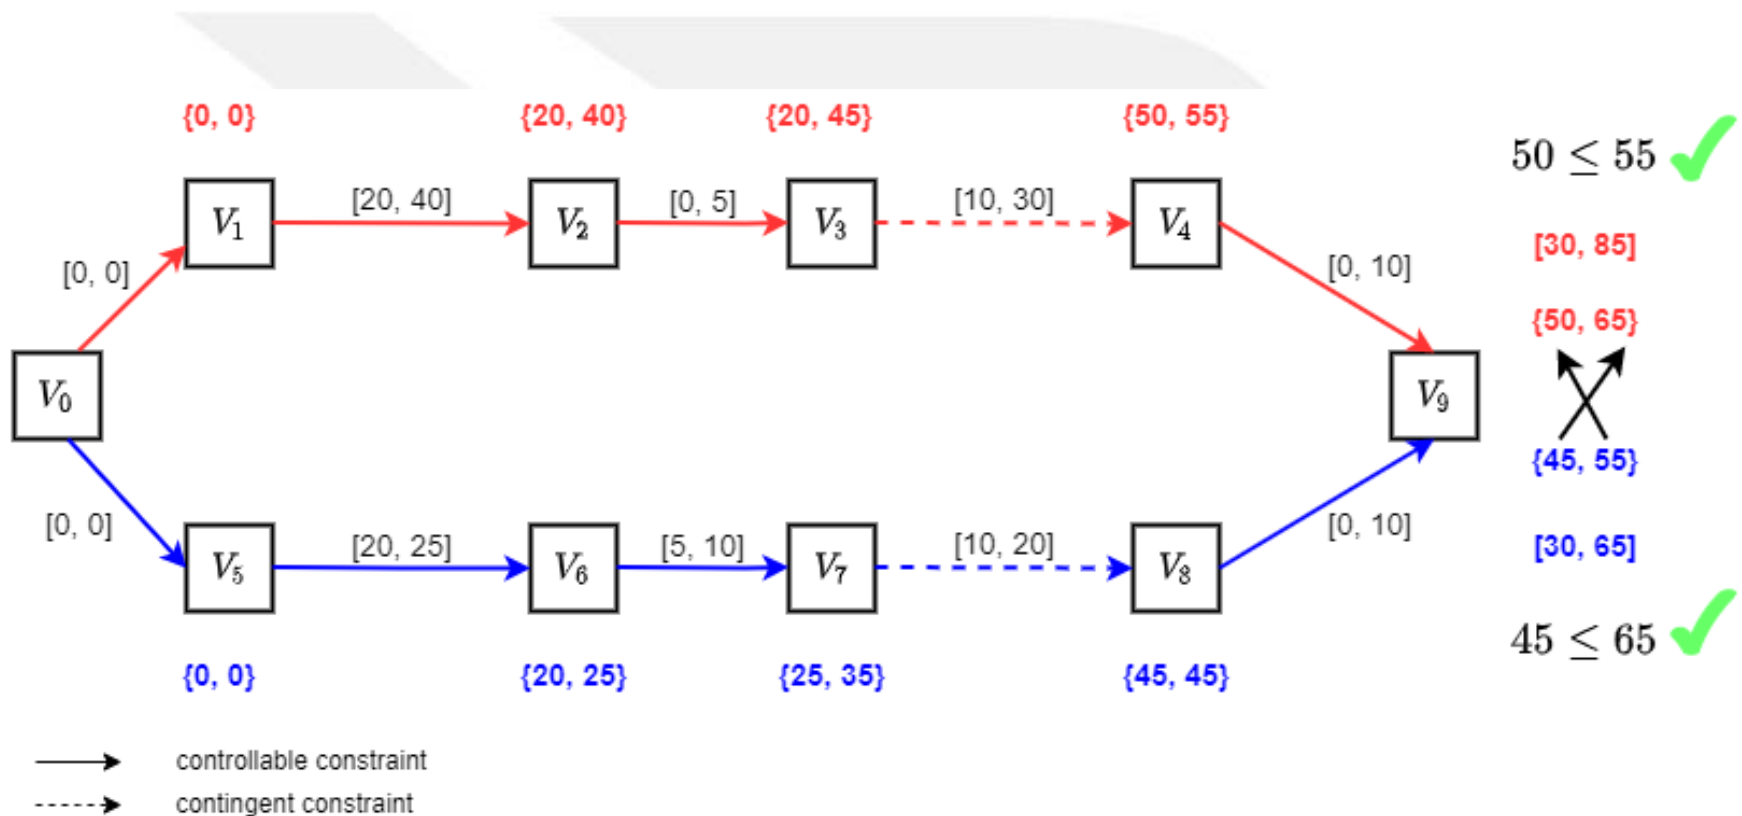 {0, 0} {20, 40} {20, 45} {50, 55}
50 ≤ 55
V1 [20, 40] V2 [0, 5] V3 [10, 30] V4
[30, 85]
[0, 0] [0, 10]
{50, 65}
V0 V9
{45, 55}
[0, 0] [0, 10]
V5 [20, 25] V6 [5, 10] V7 [10, 20] V8
[30, 65]
45 ≤ 65
{0, 0} {20, 25} {25, 35} {45, 45}
controllable constraint
contingent constraint